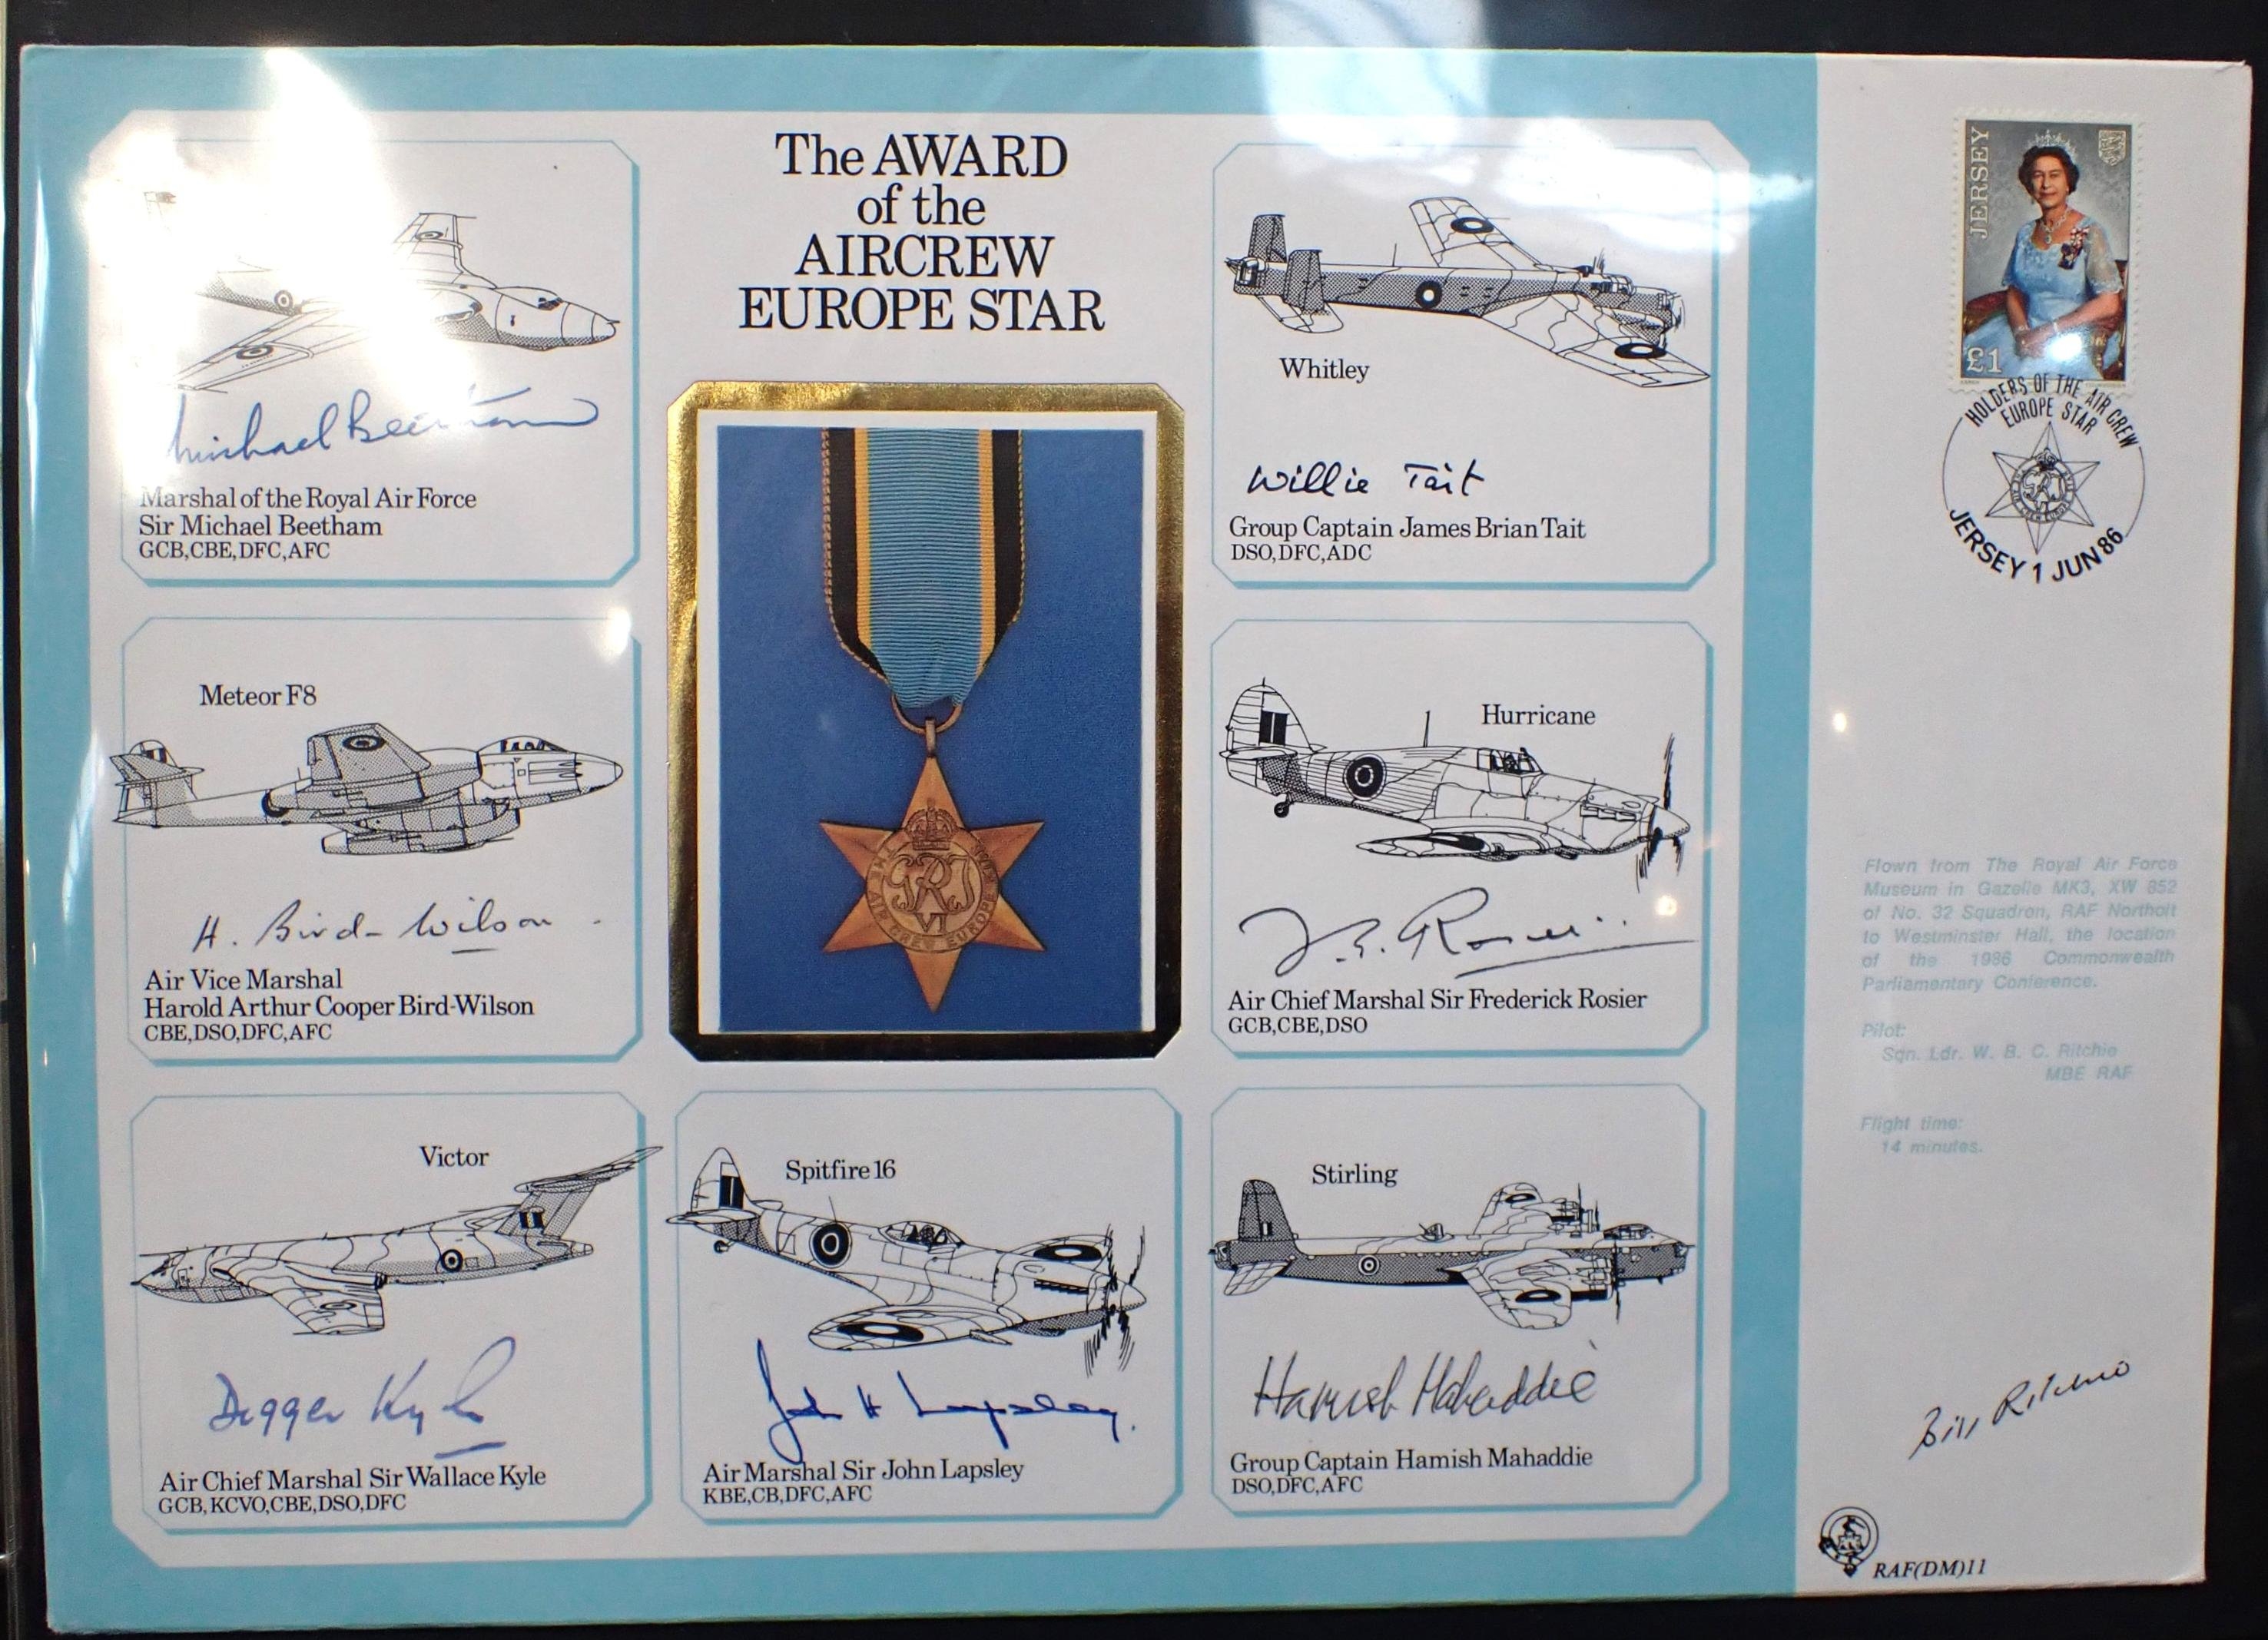 The AWARD
of the
AIRCREW
EUROPE STAR
Michael Beetham
Marshal of the Royal Air Force
Sir Michael Beetham
GCB,CBE,DFC,AFC
Whitley
Willie Tait
Group Captain James Brian Tait
DSO,DFC,ADC
Meteor F8
H. Bird-Wilson
Air Vice Marshal
Harold Arthur Cooper Bird-Wilson
CBE,DSO,DFC,AFC
Hurricane
F.E. Rosier
Air Chief Marshal Sir Frederick Rosier
GCB,CBE,DSO
Victor
Digger Kyle
Air Chief Marshal Sir Wallace Kyle
GCB,KCVO,CBE,DSO,DFC
Spitfire 16
John H Lapsley.
Air Marshal Sir John Lapsley
KBE,CB,DFC,AFC
Stirling
Hamish Mahaddie
Group Captain Hamish Mahaddie
DSO,DFC,AFC
JERSEY
£1
HOLDERS OF THE AIR CREW
EUROPE STAR
JERSEY 1 JUN 86
Flown from The Royal Air Force
Museum in Gazelle MK3, XW 852
of No. 32 Squadron, RAF Northolt
to Westminster Hall, the location
of the 1986 Commonwealth
Parliamentary Conference.
Pilot:
Sqn. Ldr. W. B. C. Ritchie
MBE RAF
Flight time:
14 minutes.
Bill Ritchie
RAF(DM)11